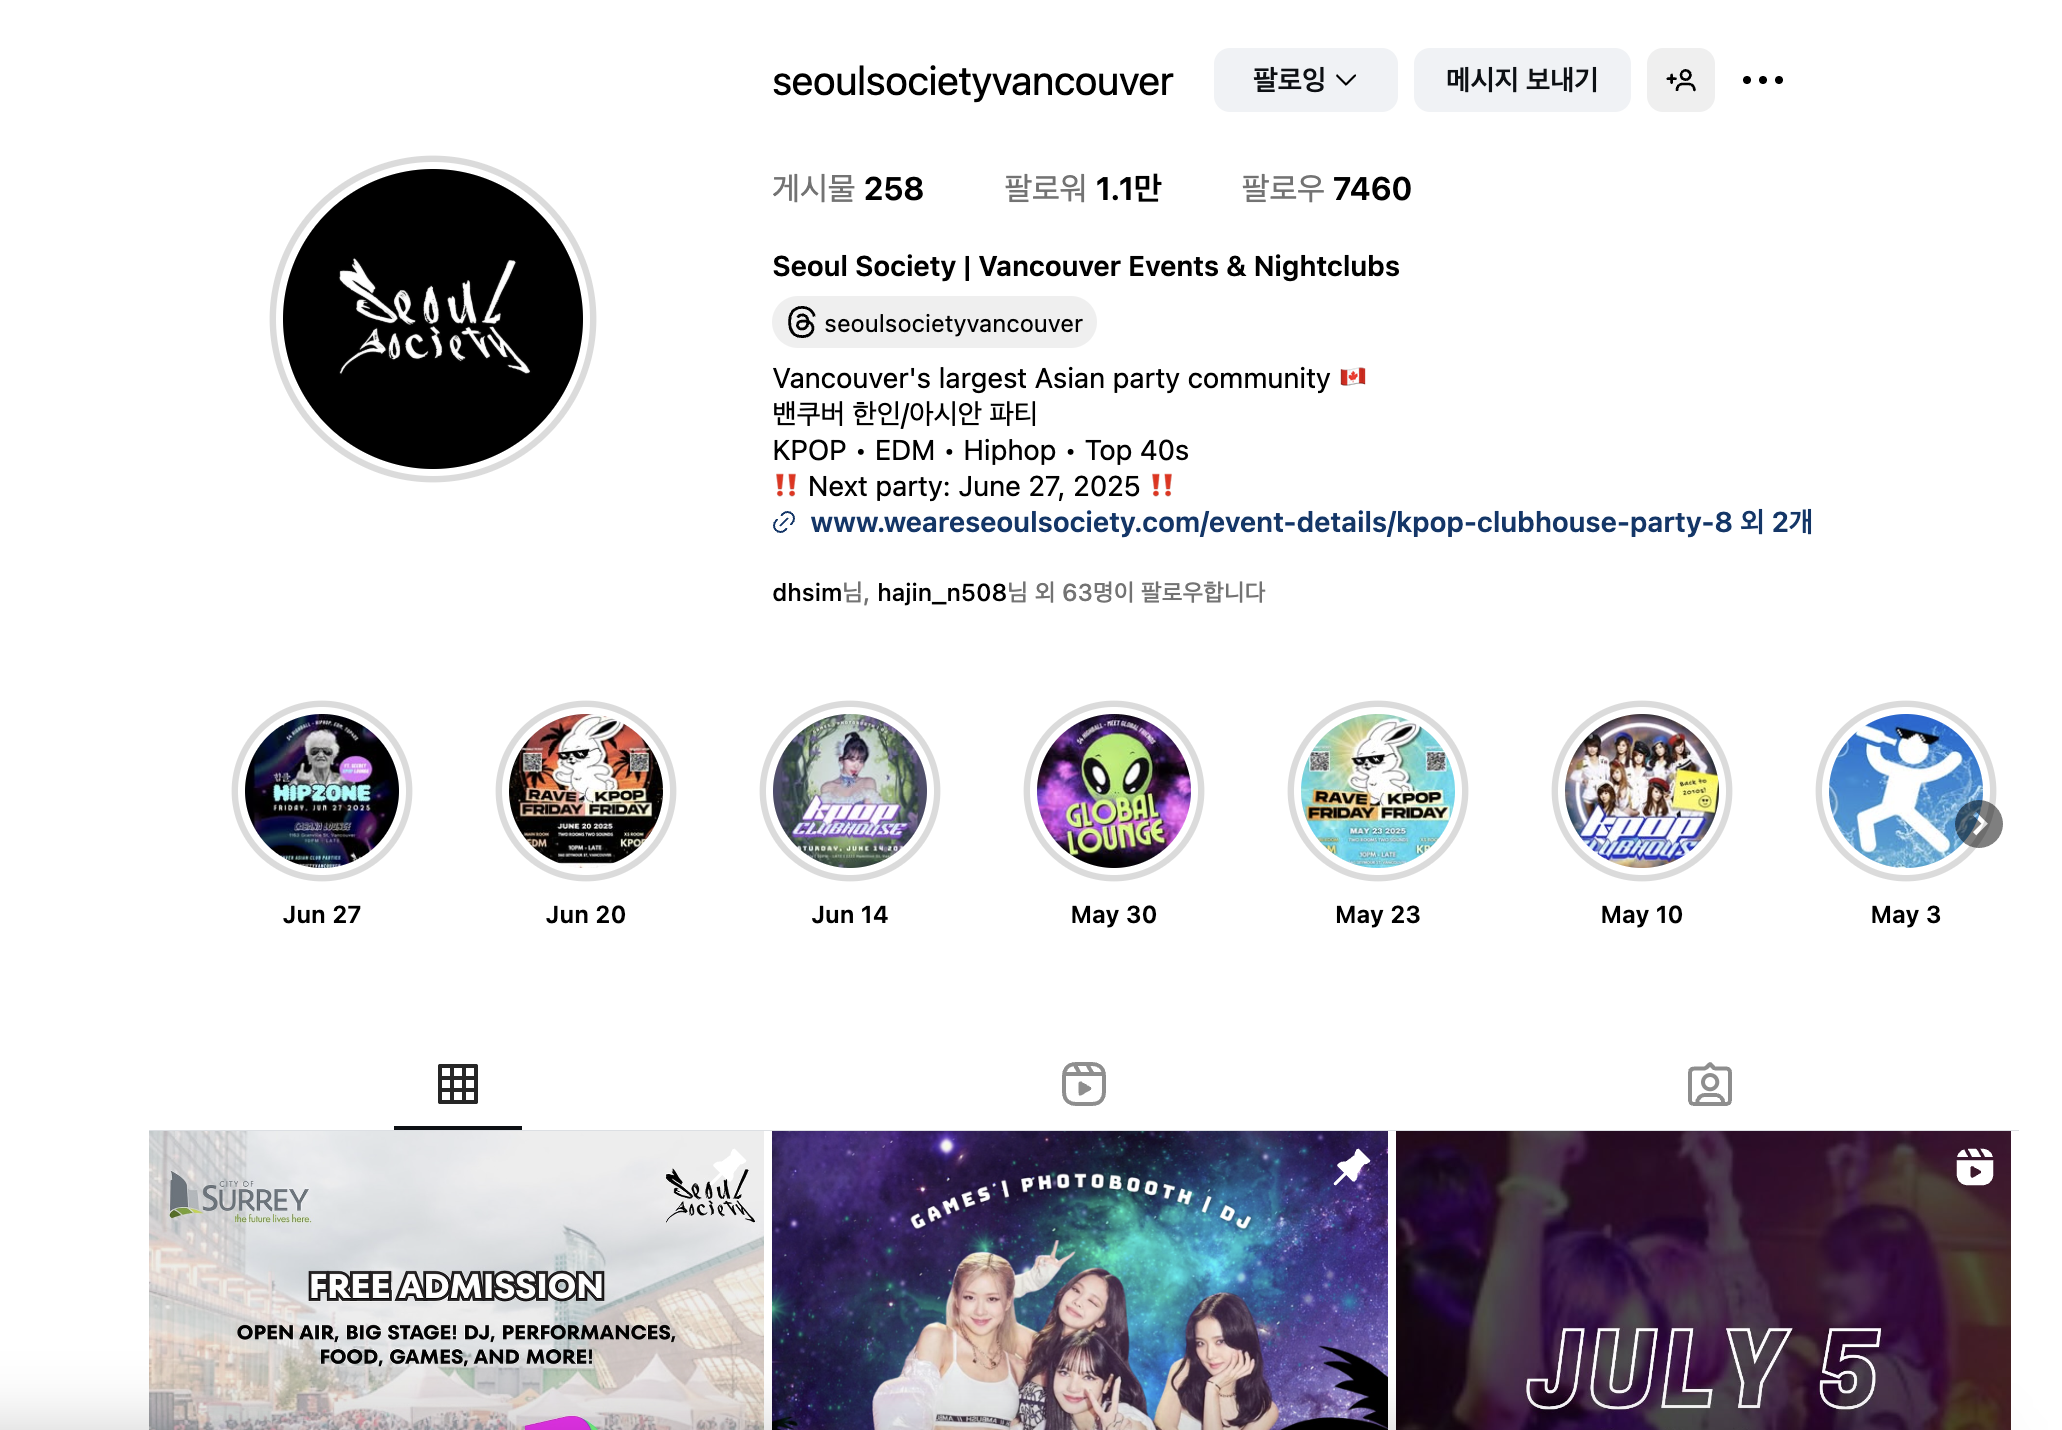 seoulsocietyvancouver
팔로잉
메시지 보내기
게시물 258
팔로워 1.1만
팔로우 7460
Seoul Society
Seoul Society | Vancouver Events & Nightclubs
seoulsocietyvancouver
Vancouver's largest Asian party community 🇨🇦
밴쿠버 한인/아시안 파티
KPOP • EDM • Hiphop • Top 40s
‼️ Next party: June 27, 2025 ‼️
www.weareseoulsociety.com/event-details/kpop-clubhouse-party-8 외 2개
dhsim님, hajin_n508님 외 63명이 팔로우합니다
HIPZONE
FRIDAY, JUN 27 2025
RAVE KPOP
FRIDAY FRIDAY
JUNE 20 2025
TWO ROOMS TWO SOUNDS
10PM - LATE
kpop
CLUBHOUSE
GLOBAL
LOUNGE
RAVE KPOP
FRIDAY FRIDAY
MAY 23 2025
TWO ROOMS TWO SOUNDS
10PM - LATE
BACK TO
2010s!
kpop
Jun 27
Jun 20
Jun 14
May 30
May 23
May 10
May 3
CITY OF
SURREY
the future lives here.
Seoul
Society
FREE ADMISSION
OPEN AIR, BIG STAGE! DJ, PERFORMANCES,
FOOD, GAMES, AND MORE!
GAMES | PHOTOBOOTH | DJ
JULY 5